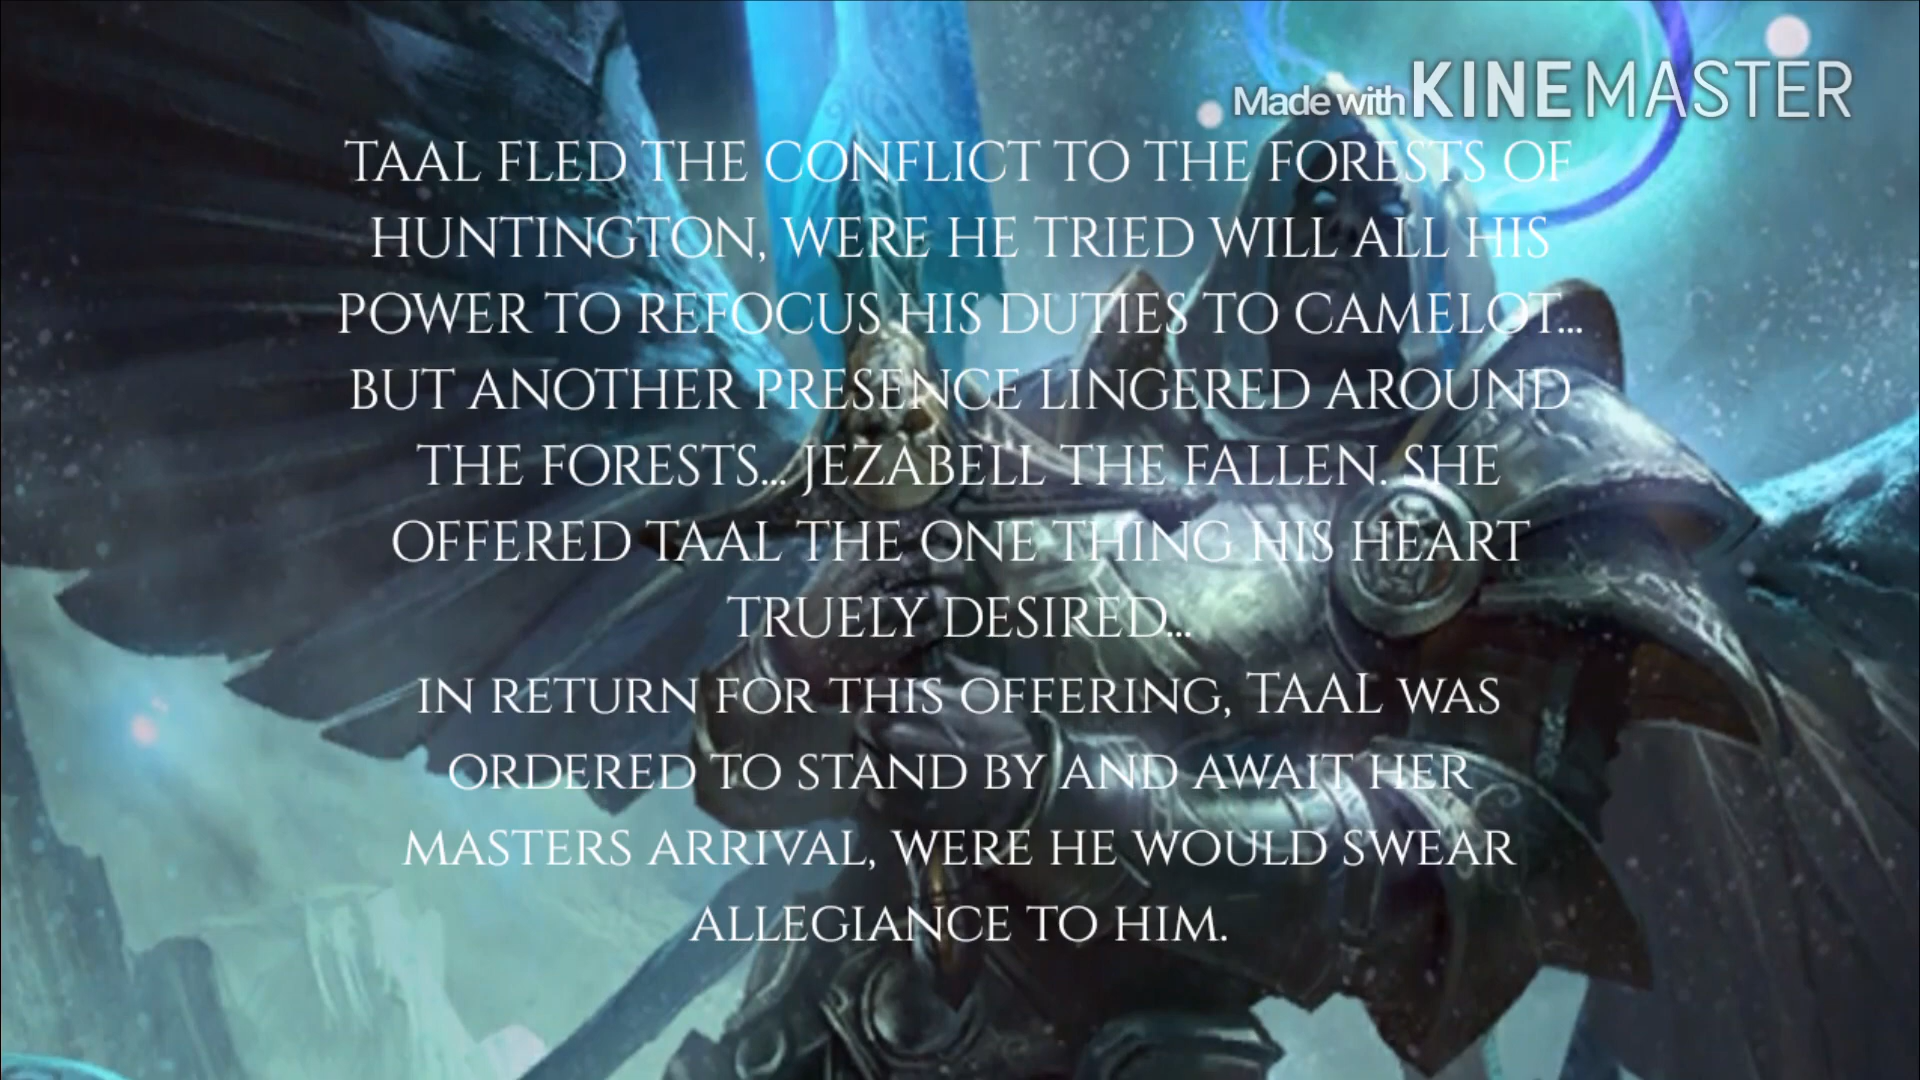 Made with KINEMASTER
TAAL FLED THE CONFLICT TO THE FORESTS OF
HUNTINGTON, WERE HE TRIED WILL ALL HIS
POWER TO REFOCUS HIS DUTIES TO CAMELOT...
BUT ANOTHER PRESENCE LINGERED AROUND
THE FORESTS... JEZABELL THE FALLEN. SHE
OFFERED TAAL THE ONE THING HIS HEART
TRUELY DESIRED...
IN RETURN FOR THIS OFFERING, TAAL WAS
ORDERED TO STAND BY AND AWAIT HER
MASTERS ARRIVAL, WERE HE WOULD SWEAR
ALLEGIANCE TO HIM.